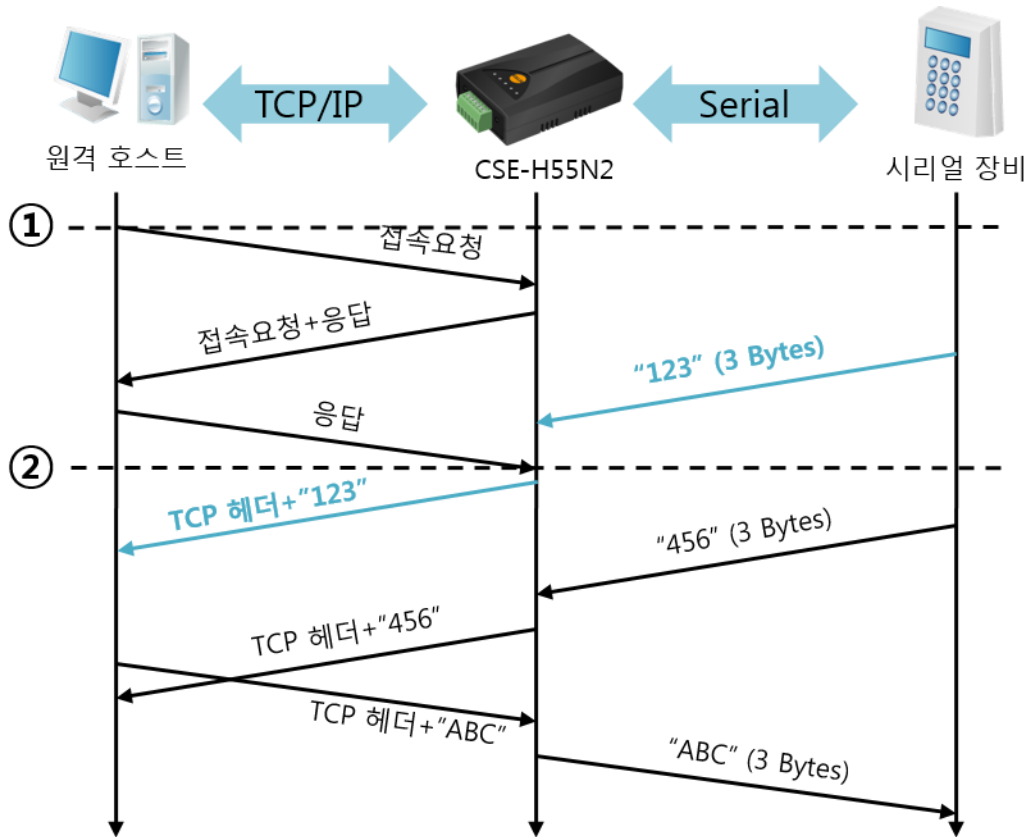 TCP/IP
Serial
원격 호스트
CSE-H55N2
시리얼 장비
①
접속요청
접속요청+응답
“123” (3 Bytes)
응답
②
TCP 헤더+“123”
“456” (3 Bytes)
TCP 헤더+“456”
TCP 헤더+“ABC”
“ABC” (3 Bytes)